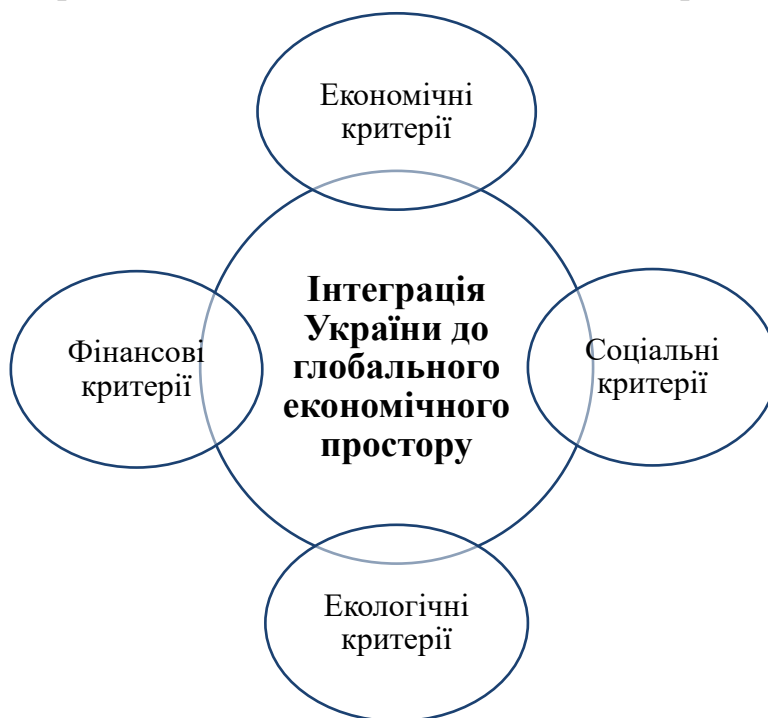 Економічні
критерії
Інтеграція
України до
глобального
економічного
простору
Фінансові
критерії
Соціальні
критерії
Екологічні
критерії